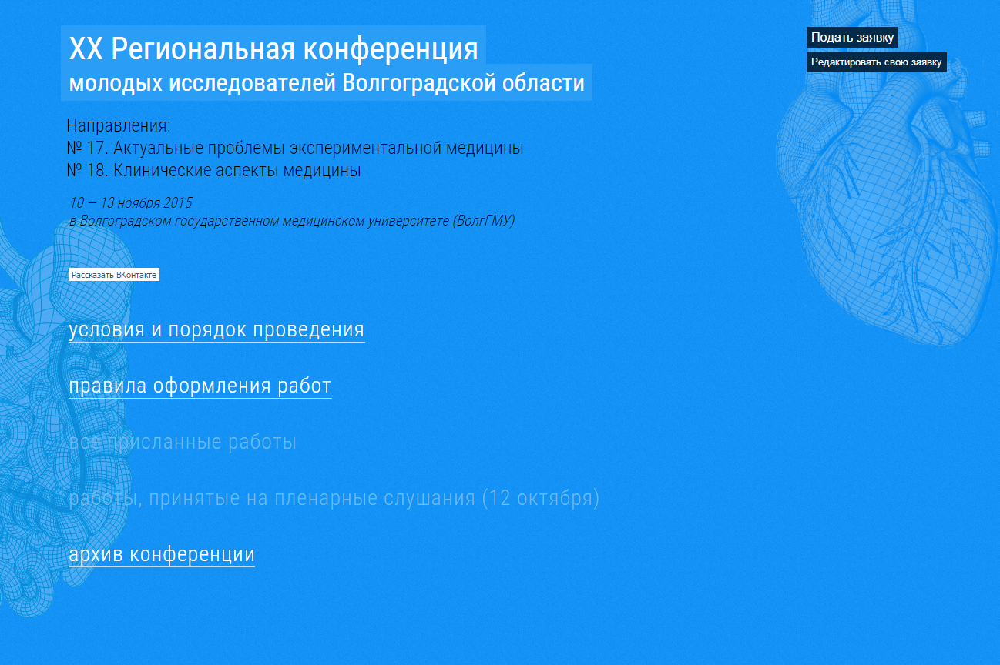 XX Региональная конференция
молодых исследователей Волгоградской области
Подать заявку
Редактировать свою заявку
Направления:
№ 17. Актуальные проблемы экспериментальной медицины
№ 18. Клинические аспекты медицины
10 — 13 ноября 2015
в Волгоградском государственном медицинском университете (ВолгГМУ)
Рассказать ВКонтакте
условия и порядок проведения
правила оформления работ
все присланные работы
работы, принятые на пленарные слушания (12 октября)
архив конференции